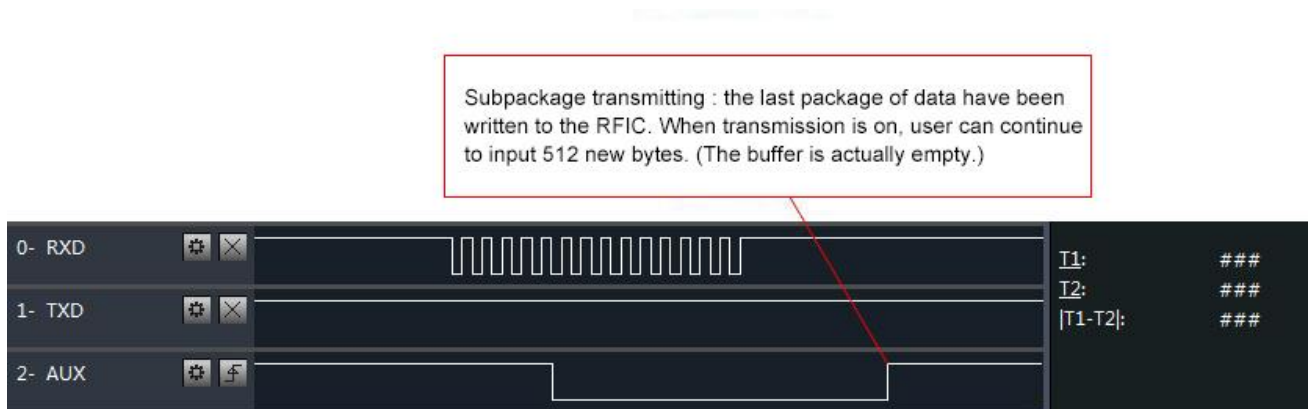 Subpackage transmitting : the last package of data have been
written to the RFIC. When transmission is on, user can continue
to input 512 new bytes. (The buffer is actually empty.)
0- RXD
T1: ###
1- TXD
T2: ###
|T1-T2|: ###
2- AUX